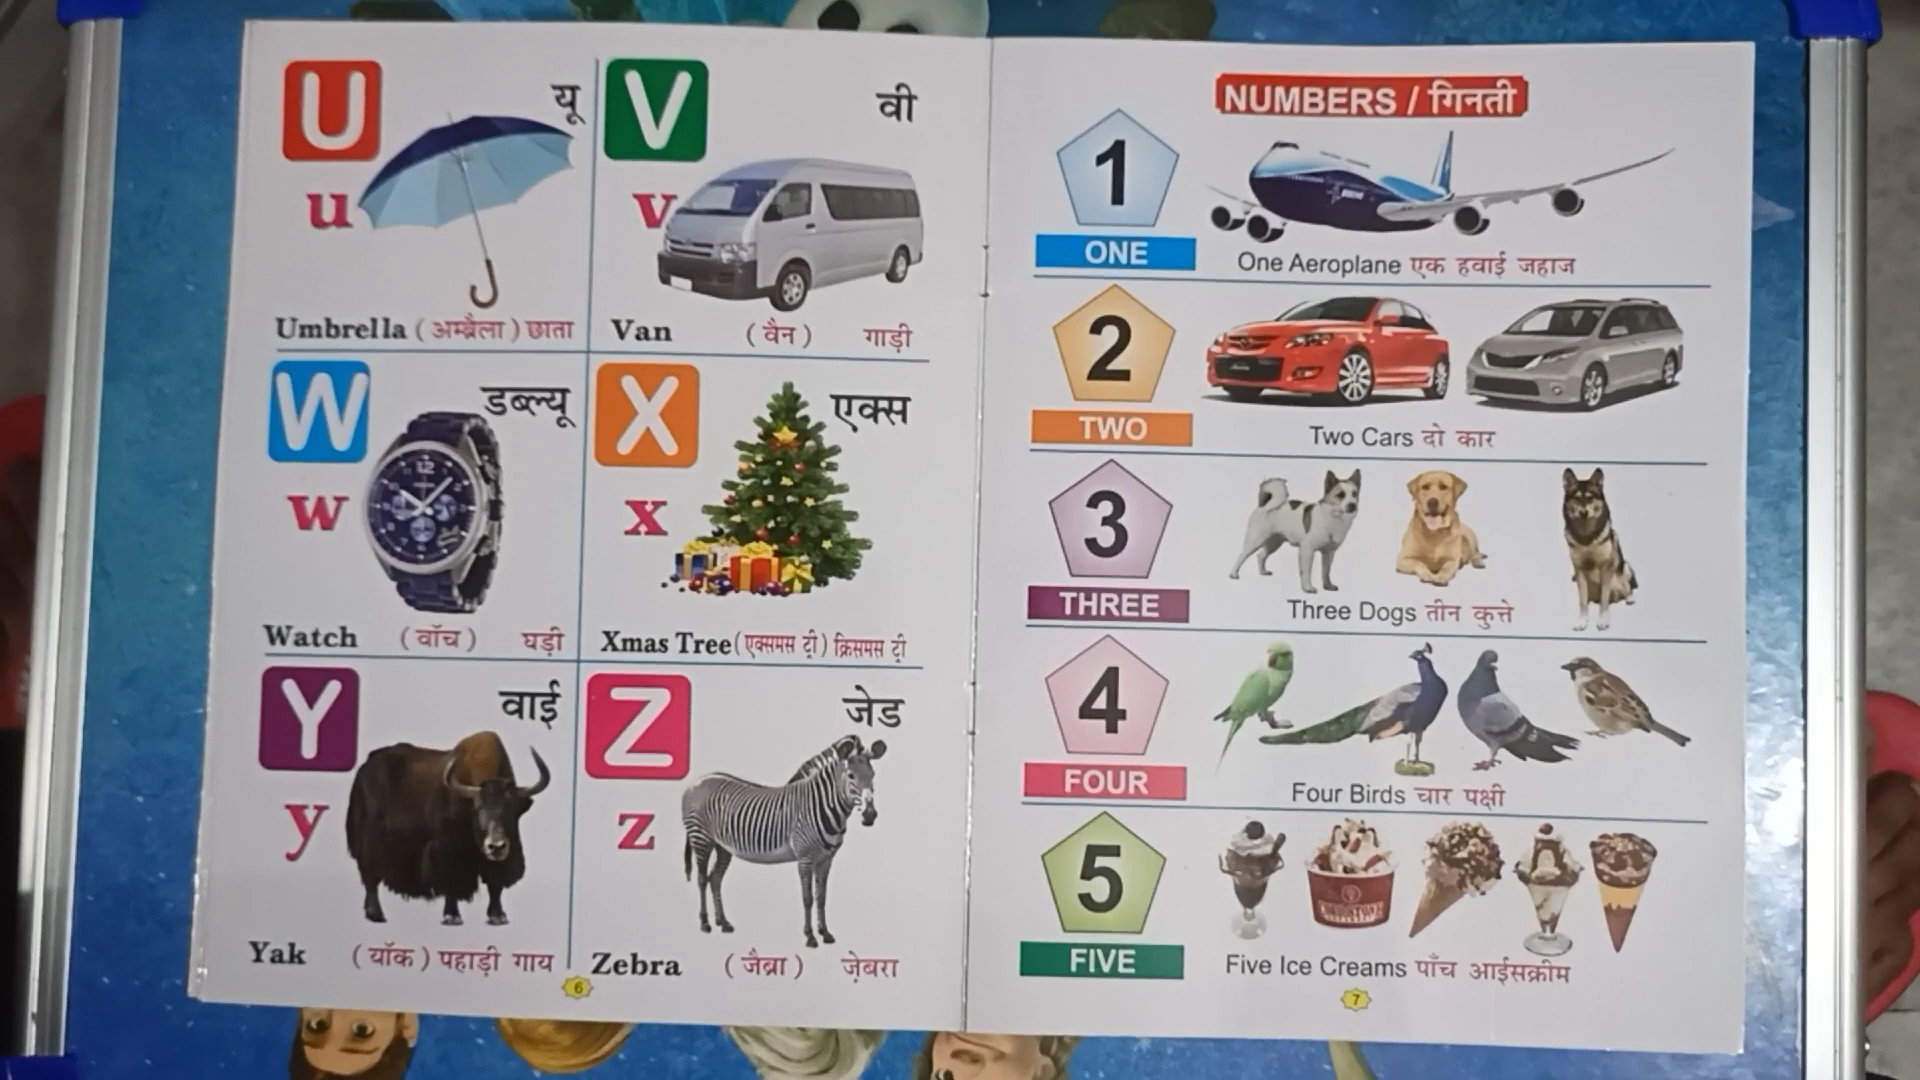 U यू
u
Umbrella (अम्ब्रैला) छाता
V वी
v
Van (वैन) गाड़ी
W डब्ल्यू
w
12
Watch (वॉच) घड़ी
X एक्स
x
Xmas Tree (एक्समस ट्री) क्रिसमस ट्री
Y वाई
y
Yak (यॉक) पहाड़ी गाय
Z जेड
z
Zebra (जैब्रा) ज़ेबरा
6
NUMBERS / गिनती
1
ONE
One Aeroplane एक हवाई जहाज
2
TWO
Two Cars दो कार
3
THREE
Three Dogs तीन कुत्ते
4
FOUR
Four Birds चार पक्षी
5
FIVE
Five Ice Creams पाँच आईसक्रीम
7